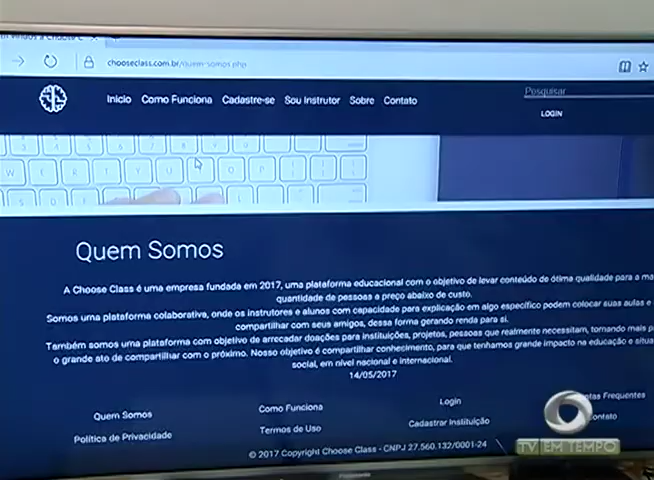 chooseclass.com.br/quem-somos.php
Inicio Como Funciona Cadastre-se Sou Instrutor Sobre Contato
Pesquisar
LOGIN
Quem Somos
A Choose Class é uma empresa fundada em 2017, uma plataforma educacional com o objetivo de levar conteúdo de ótima qualidade para a ma
quantidade de pessoas a preço abaixo de custo.
Somos uma plataforma colaborativa, onde os instrutores e alunos com capacidade para explicação em algo específico podem colocar suas aulas e
compartilhar com seus amigos, dessa forma gerando renda para si.
Também somos uma plataforma com objetivo de arrecadar doações para instituições, projetos, pessoas que realmente necessitam, tornando mais p
o grande ato de compartilhar com o próximo. Nosso objetivo é compartilhar conhecimento, para que tenhamos grande impacto na educação e situa
social, em nível nacional e internacional.
14/05/2017
Quem Somos Como Funciona Login tas Frequentes
Política de Privacidade Termos de Uso Cadastrar Instituição ontato
© 2017 Copyright Choose Class - CNPJ 27.560.132/0001-24
TV EM TEMPO